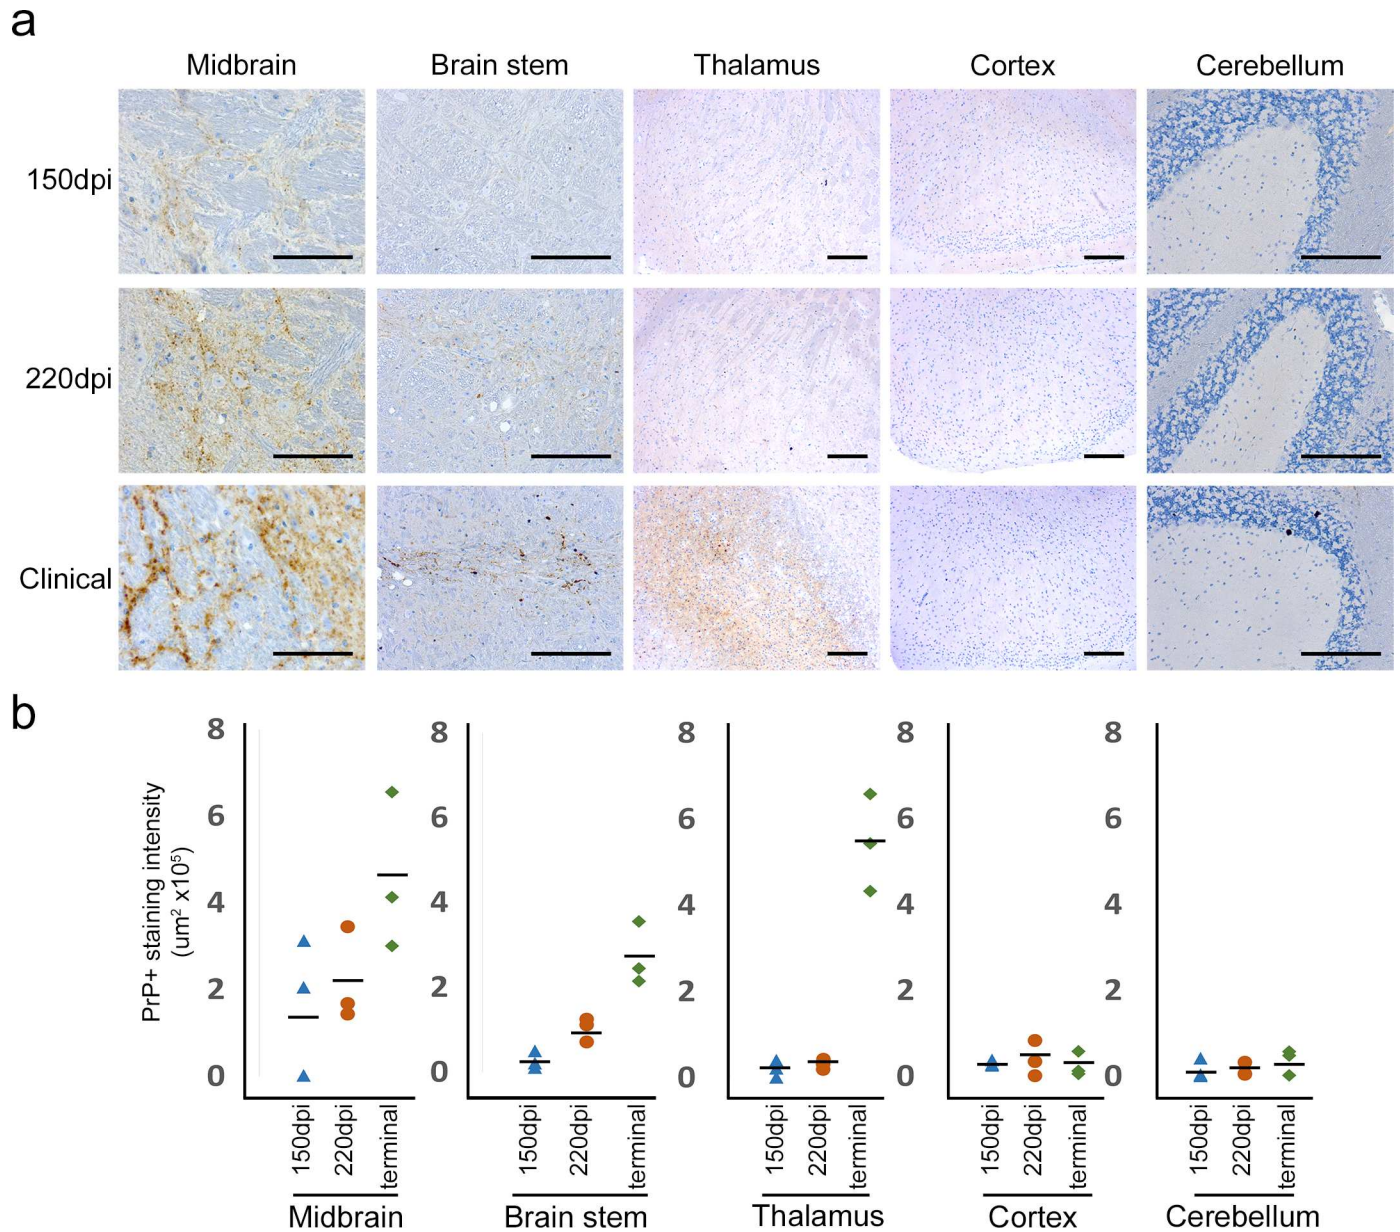 a
Midbrain Brain stem Thalamus Cortex Cerebellum
150dpi
220dpi
Clinical
b
PrP+ staining intensity
(um² x10⁵)
8 8 8 8 8
6 6 6 6 6
4 4 4 4 4
2 2 2 2 2
0 0 0 0 0
150dpi 220dpi terminal 150dpi 220dpi terminal 150dpi 220dpi terminal 150dpi 220dpi terminal 150dpi 220dpi terminal
Midbrain Brain stem Thalamus Cortex Cerebellum